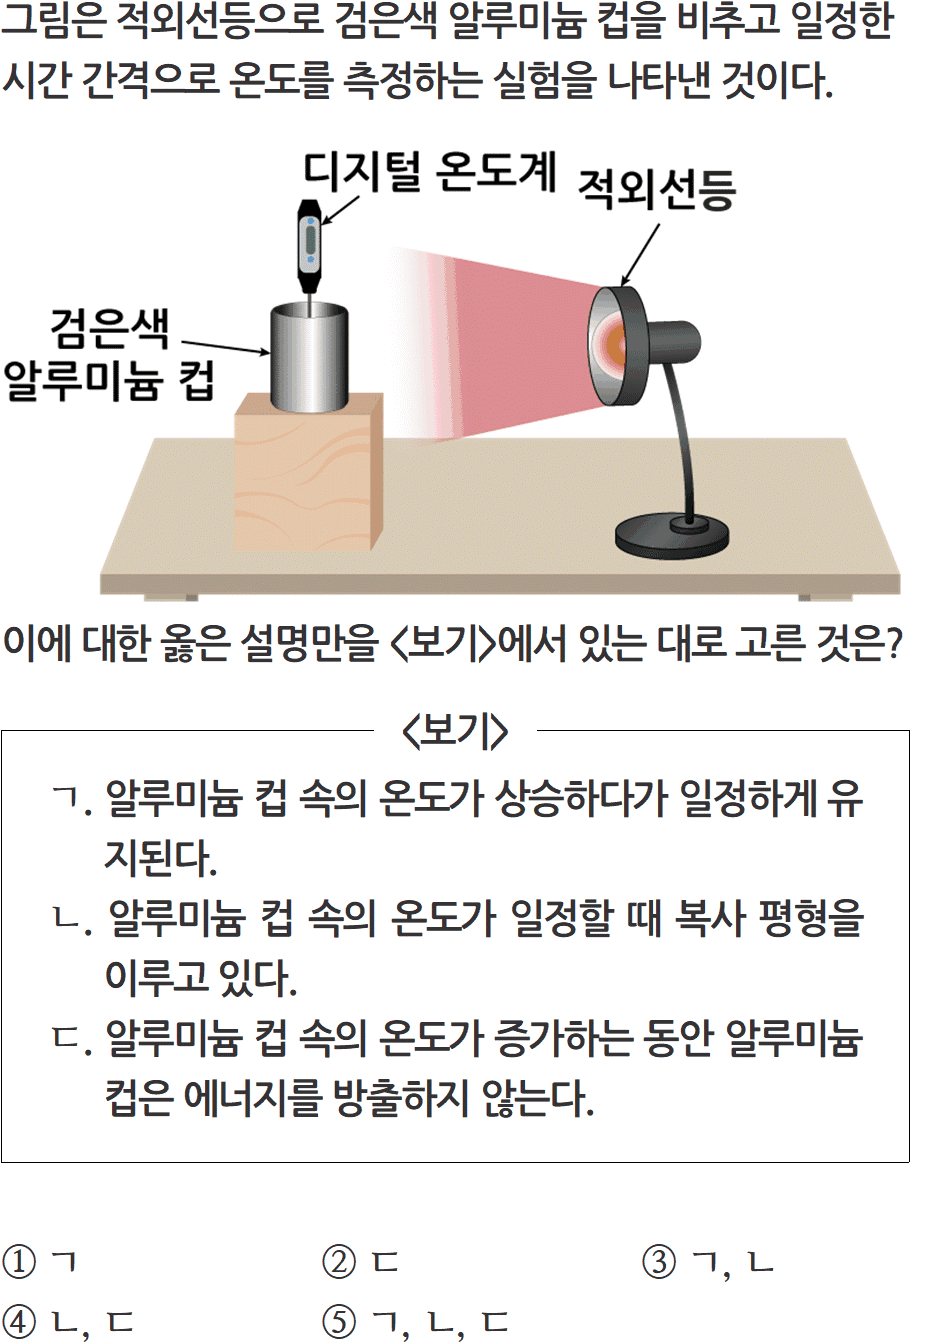 그림은 적외선등으로 검은색 알루미늄 컵을 비추고 일정한
시간 간격으로 온도를 측정하는 실험을 나타낸 것이다.
디지털 온도계
적외선등
검은색
알루미늄 컵
이에 대한 옳은 설명만을 <보기>에서 있는 대로 고른 것은?
<보기>
ㄱ. 알루미늄 컵 속의 온도가 상승하다가 일정하게 유
지된다.
ㄴ. 알루미늄 컵 속의 온도가 일정할 때 복사 평형을
이루고 있다.
ㄷ. 알루미늄 컵 속의 온도가 증가하는 동안 알루미늄
컵은 에너지를 방출하지 않는다.
① ㄱ ② ㄷ ③ ㄱ, ㄴ
④ ㄴ, ㄷ ⑤ ㄱ, ㄴ, ㄷ